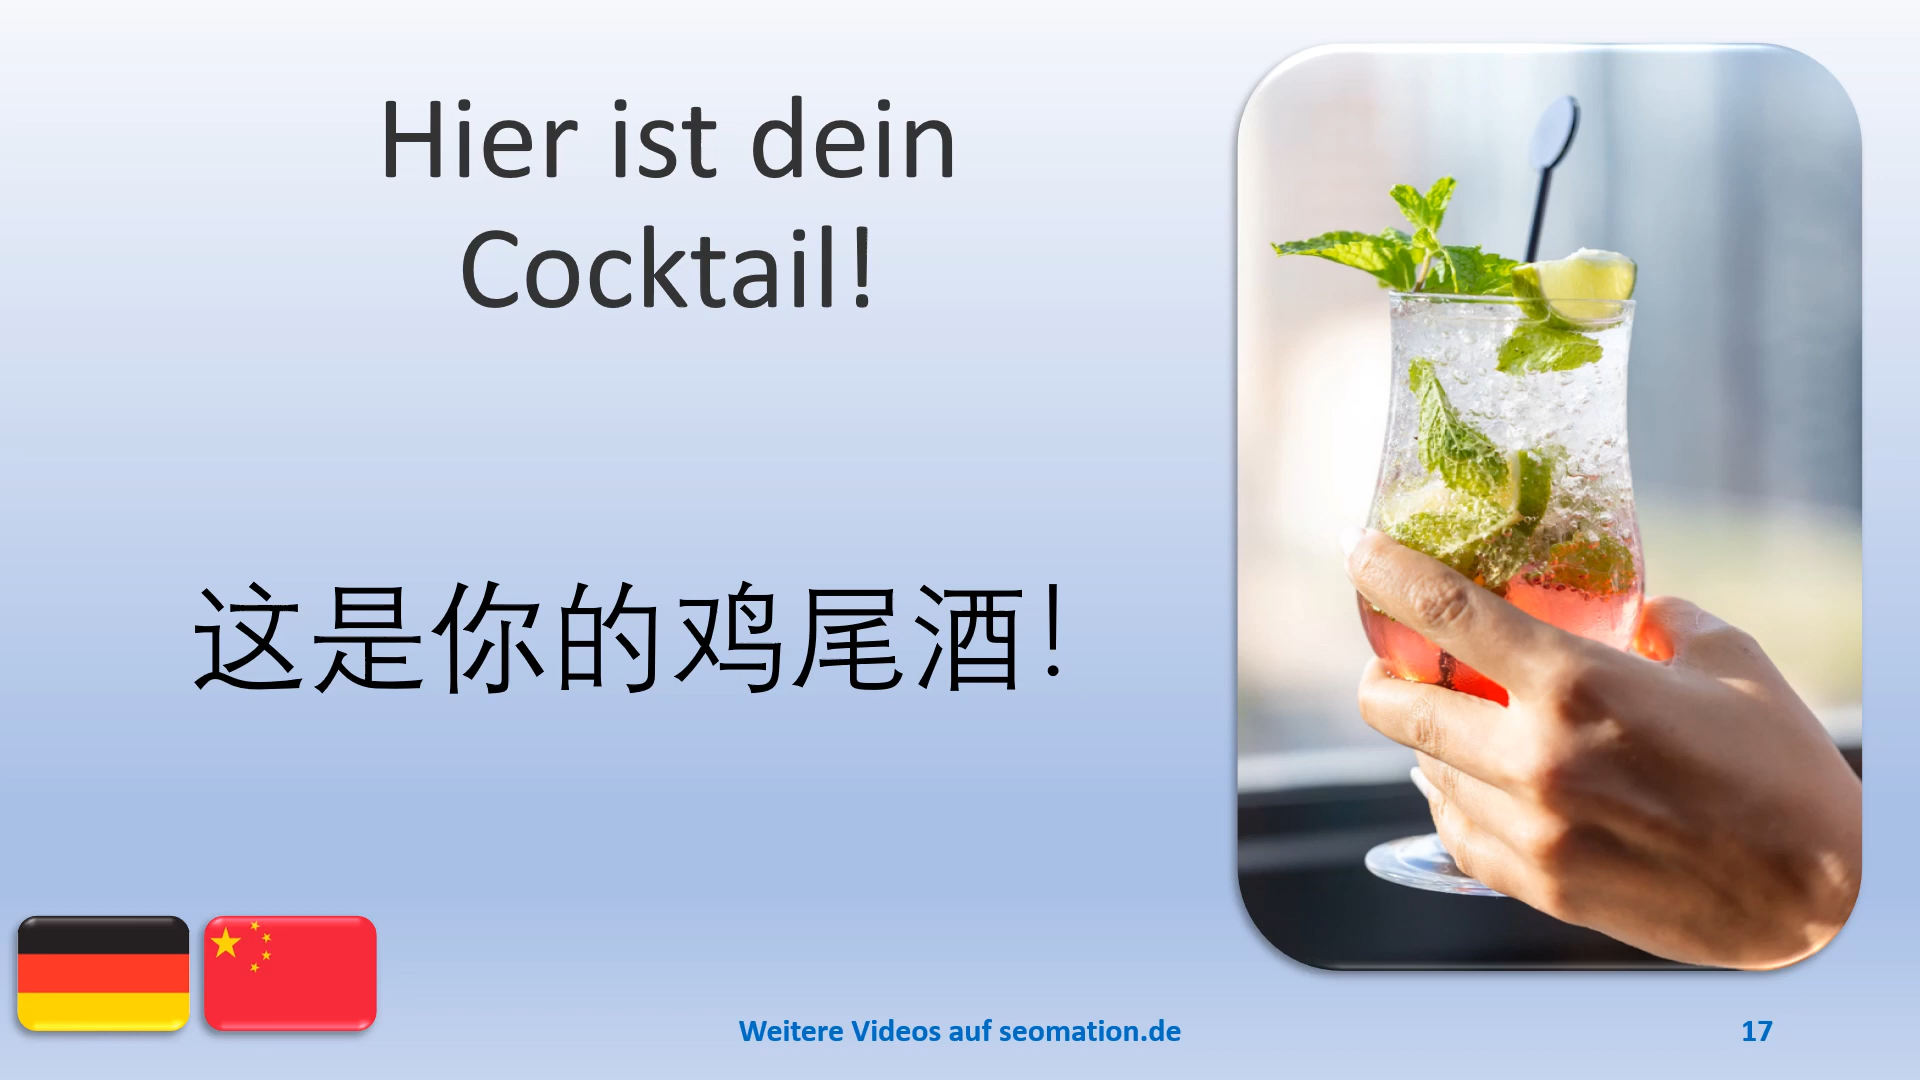 Hier ist dein
Cocktail!
这是你的鸡尾酒！
Weitere Videos auf seomation.de
17